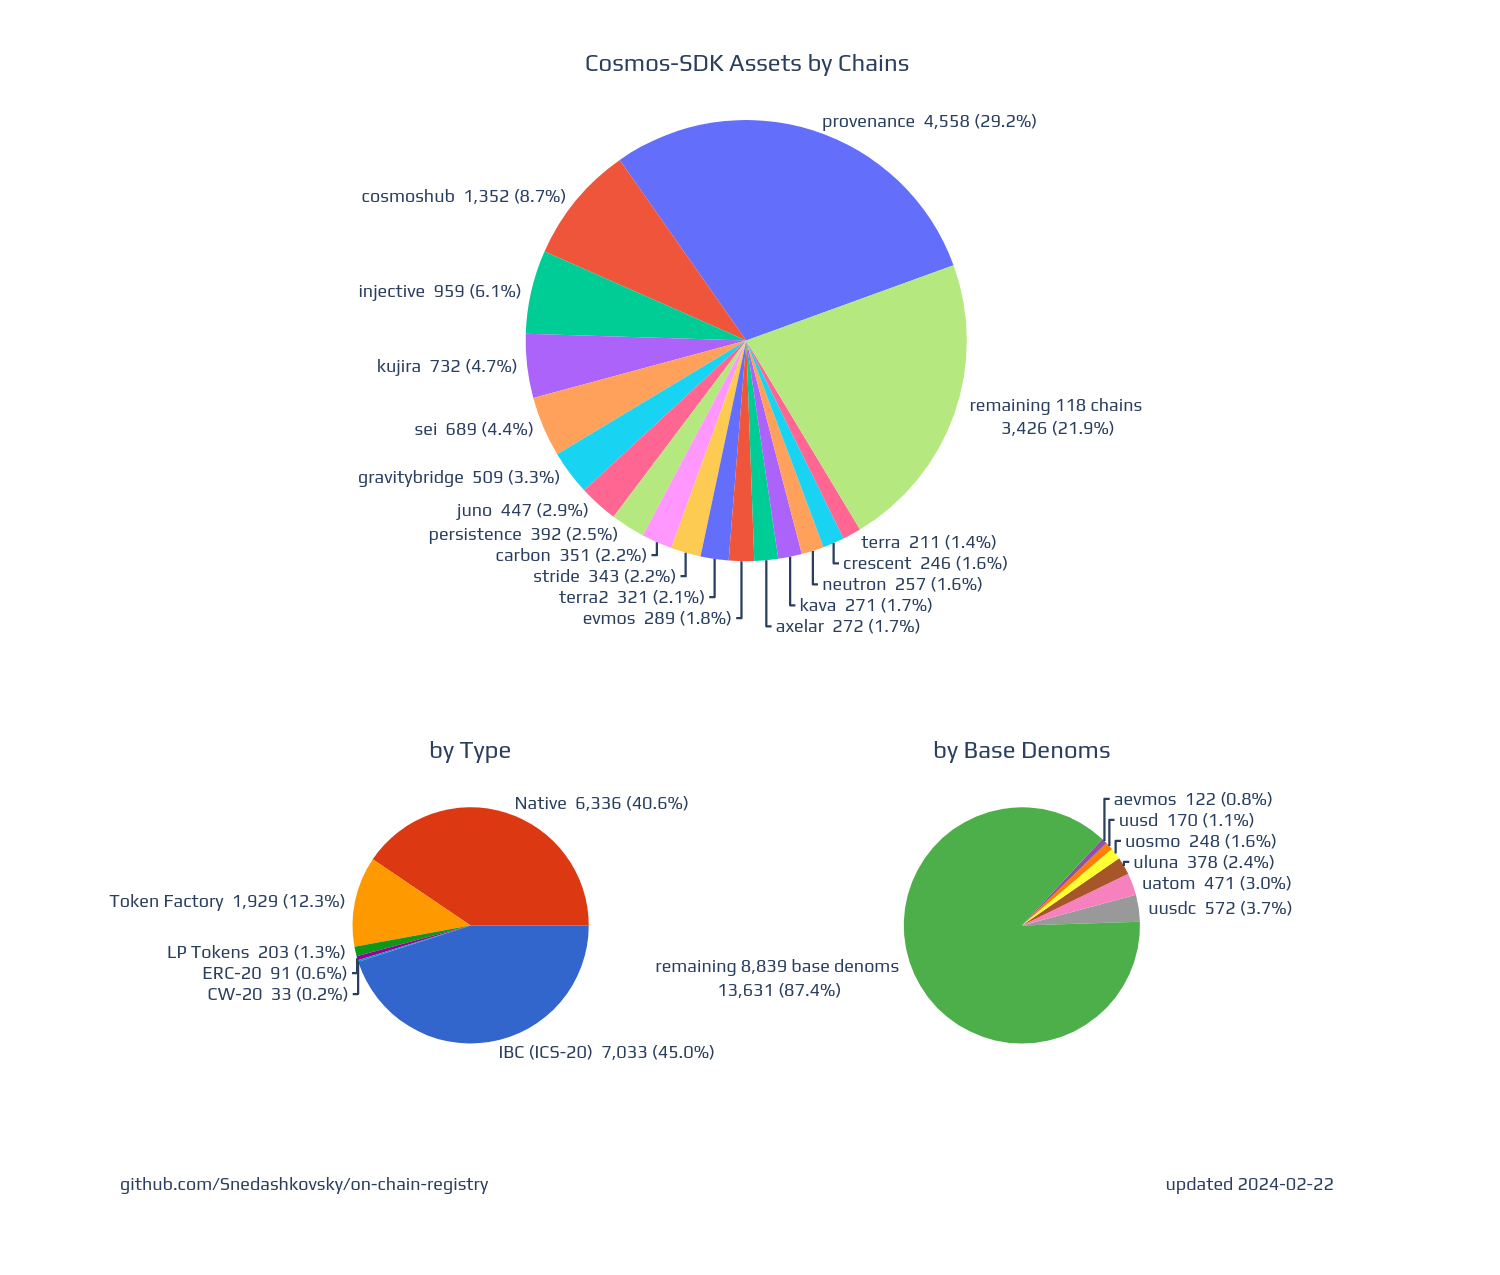 Cosmos-SDK Assets by Chains
provenance 4,558 (29.2%)
cosmoshub 1,352 (8.7%)
injective 959 (6.1%)
kujira 732 (4.7%)
sei 689 (4.4%)
gravitybridge 509 (3.3%)
juno 447 (2.9%)
persistence 392 (2.5%)
carbon 351 (2.2%)
stride 343 (2.2%)
terra2 321 (2.1%)
evmos 289 (1.8%)
remaining 118 chains
3,426 (21.9%)
terra 211 (1.4%)
crescent 246 (1.6%)
neutron 257 (1.6%)
kava 271 (1.7%)
axelar 272 (1.7%)
by Type
Native 6,336 (40.6%)
Token Factory 1,929 (12.3%)
LP Tokens 203 (1.3%)
ERC-20 91 (0.6%)
CW-20 33 (0.2%)
IBC (ICS-20) 7,033 (45.0%)
by Base Denoms
aevmos 122 (0.8%)
uusd 170 (1.1%)
uosmo 248 (1.6%)
uluna 378 (2.4%)
uatom 471 (3.0%)
uusdc 572 (3.7%)
remaining 8,839 base denoms
13,631 (87.4%)
github.com/Snedashkovsky/on-chain-registry
updated 2024-02-22